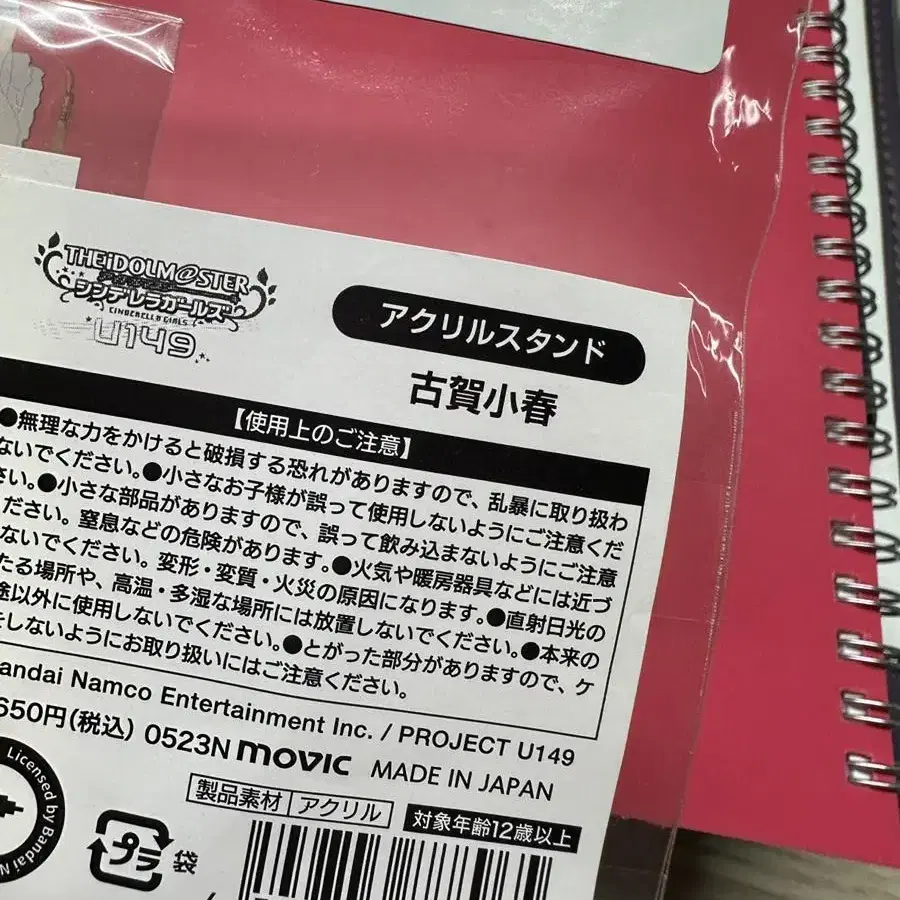 THE iDOLM@STER
シンデレラガールズ
CINDERELLA GIRLS
U149
アクリルスタンド
古賀小春
【使用上のご注意】
●無理な力をかけると破損する恐れがありますので、乱暴に取り扱わ
ないでください。●小さなお子様が誤って使用しないようにご注意くだ
さい。●小さな部品がありますので、誤って飲み込まないようにご注意
ください。窒息などの危険があります。●火気や暖房器具などには近づ
けないでください。変形・変質・火災の原因になります。●直射日光の
たる場所や、高温・多湿な場所には放置しないでください。●本来の
途以外に使用しないでください。●とがった部分がありますので、ケ
をしないようにお取り扱いにはご注意ください。
andai Namco Entertainment Inc. / PROJECT U149
650円(税込) 0523N movic MADE IN JAPAN
製品素材 アクリル 対象年齢12歳以上
Licensed by Bandai N
プラ 袋